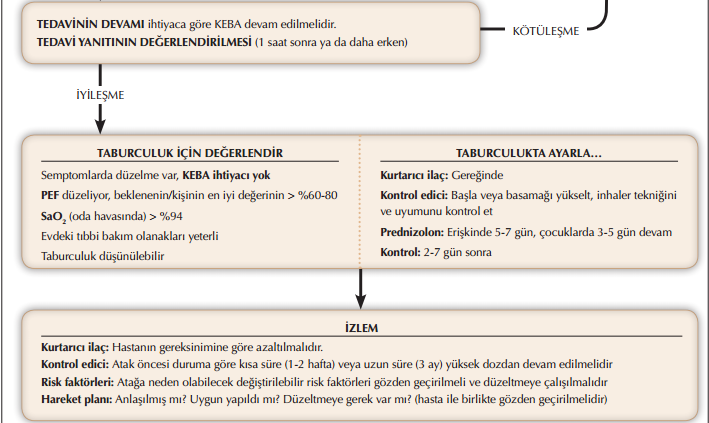 TEDAVİNİN DEVAMI ihtiyaca göre KEBA devam edilmelidir.
TEDAVİ YANITININ DEĞERLENDİRİLMESİ (1 saat sonra ya da daha erken)
KÖTÜLEŞME
İYİLEŞME
TABURCULUK İÇİN DEĞERLENDİR
Semptomlarda düzelme var, KEBA ihtiyacı yok
PEF düzeliyor, beklenenin/kişinin en iyi değerinin > %60-80
SaO₂ (oda havasında) > %94
Evdeki tıbbi bakım olanakları yeterli
Taburculuk düşünülebilir
TABURCULUKTA AYARLA…
Kurtarıcı ilaç: Gereğinde
Kontrol edici: Başla veya basamağı yükselt, inhaler tekniğini
ve uyumunu kontrol et
Prednizolon: Erişkinde 5-7 gün, çocuklarda 3-5 gün devam
Kontrol: 2-7 gün sonra
İZLEM
Kurtarıcı ilaç: Hastanın gereksinimine göre azaltılmalıdır.
Kontrol edici: Atak öncesi duruma göre kısa süre (1-2 hafta) veya uzun süre (3 ay) yüksek dozdan devam edilmelidir
Risk faktörleri: Atağa neden olabilecek değiştirilebilir risk faktörleri gözden geçirilmeli ve düzeltmeye çalışılmalıdır
Hareket planı: Anlaşılmış mı? Uygun yapıldı mı? Düzeltmeye gerek var mı? (hasta ile birlikte gözden geçirilmelidir)